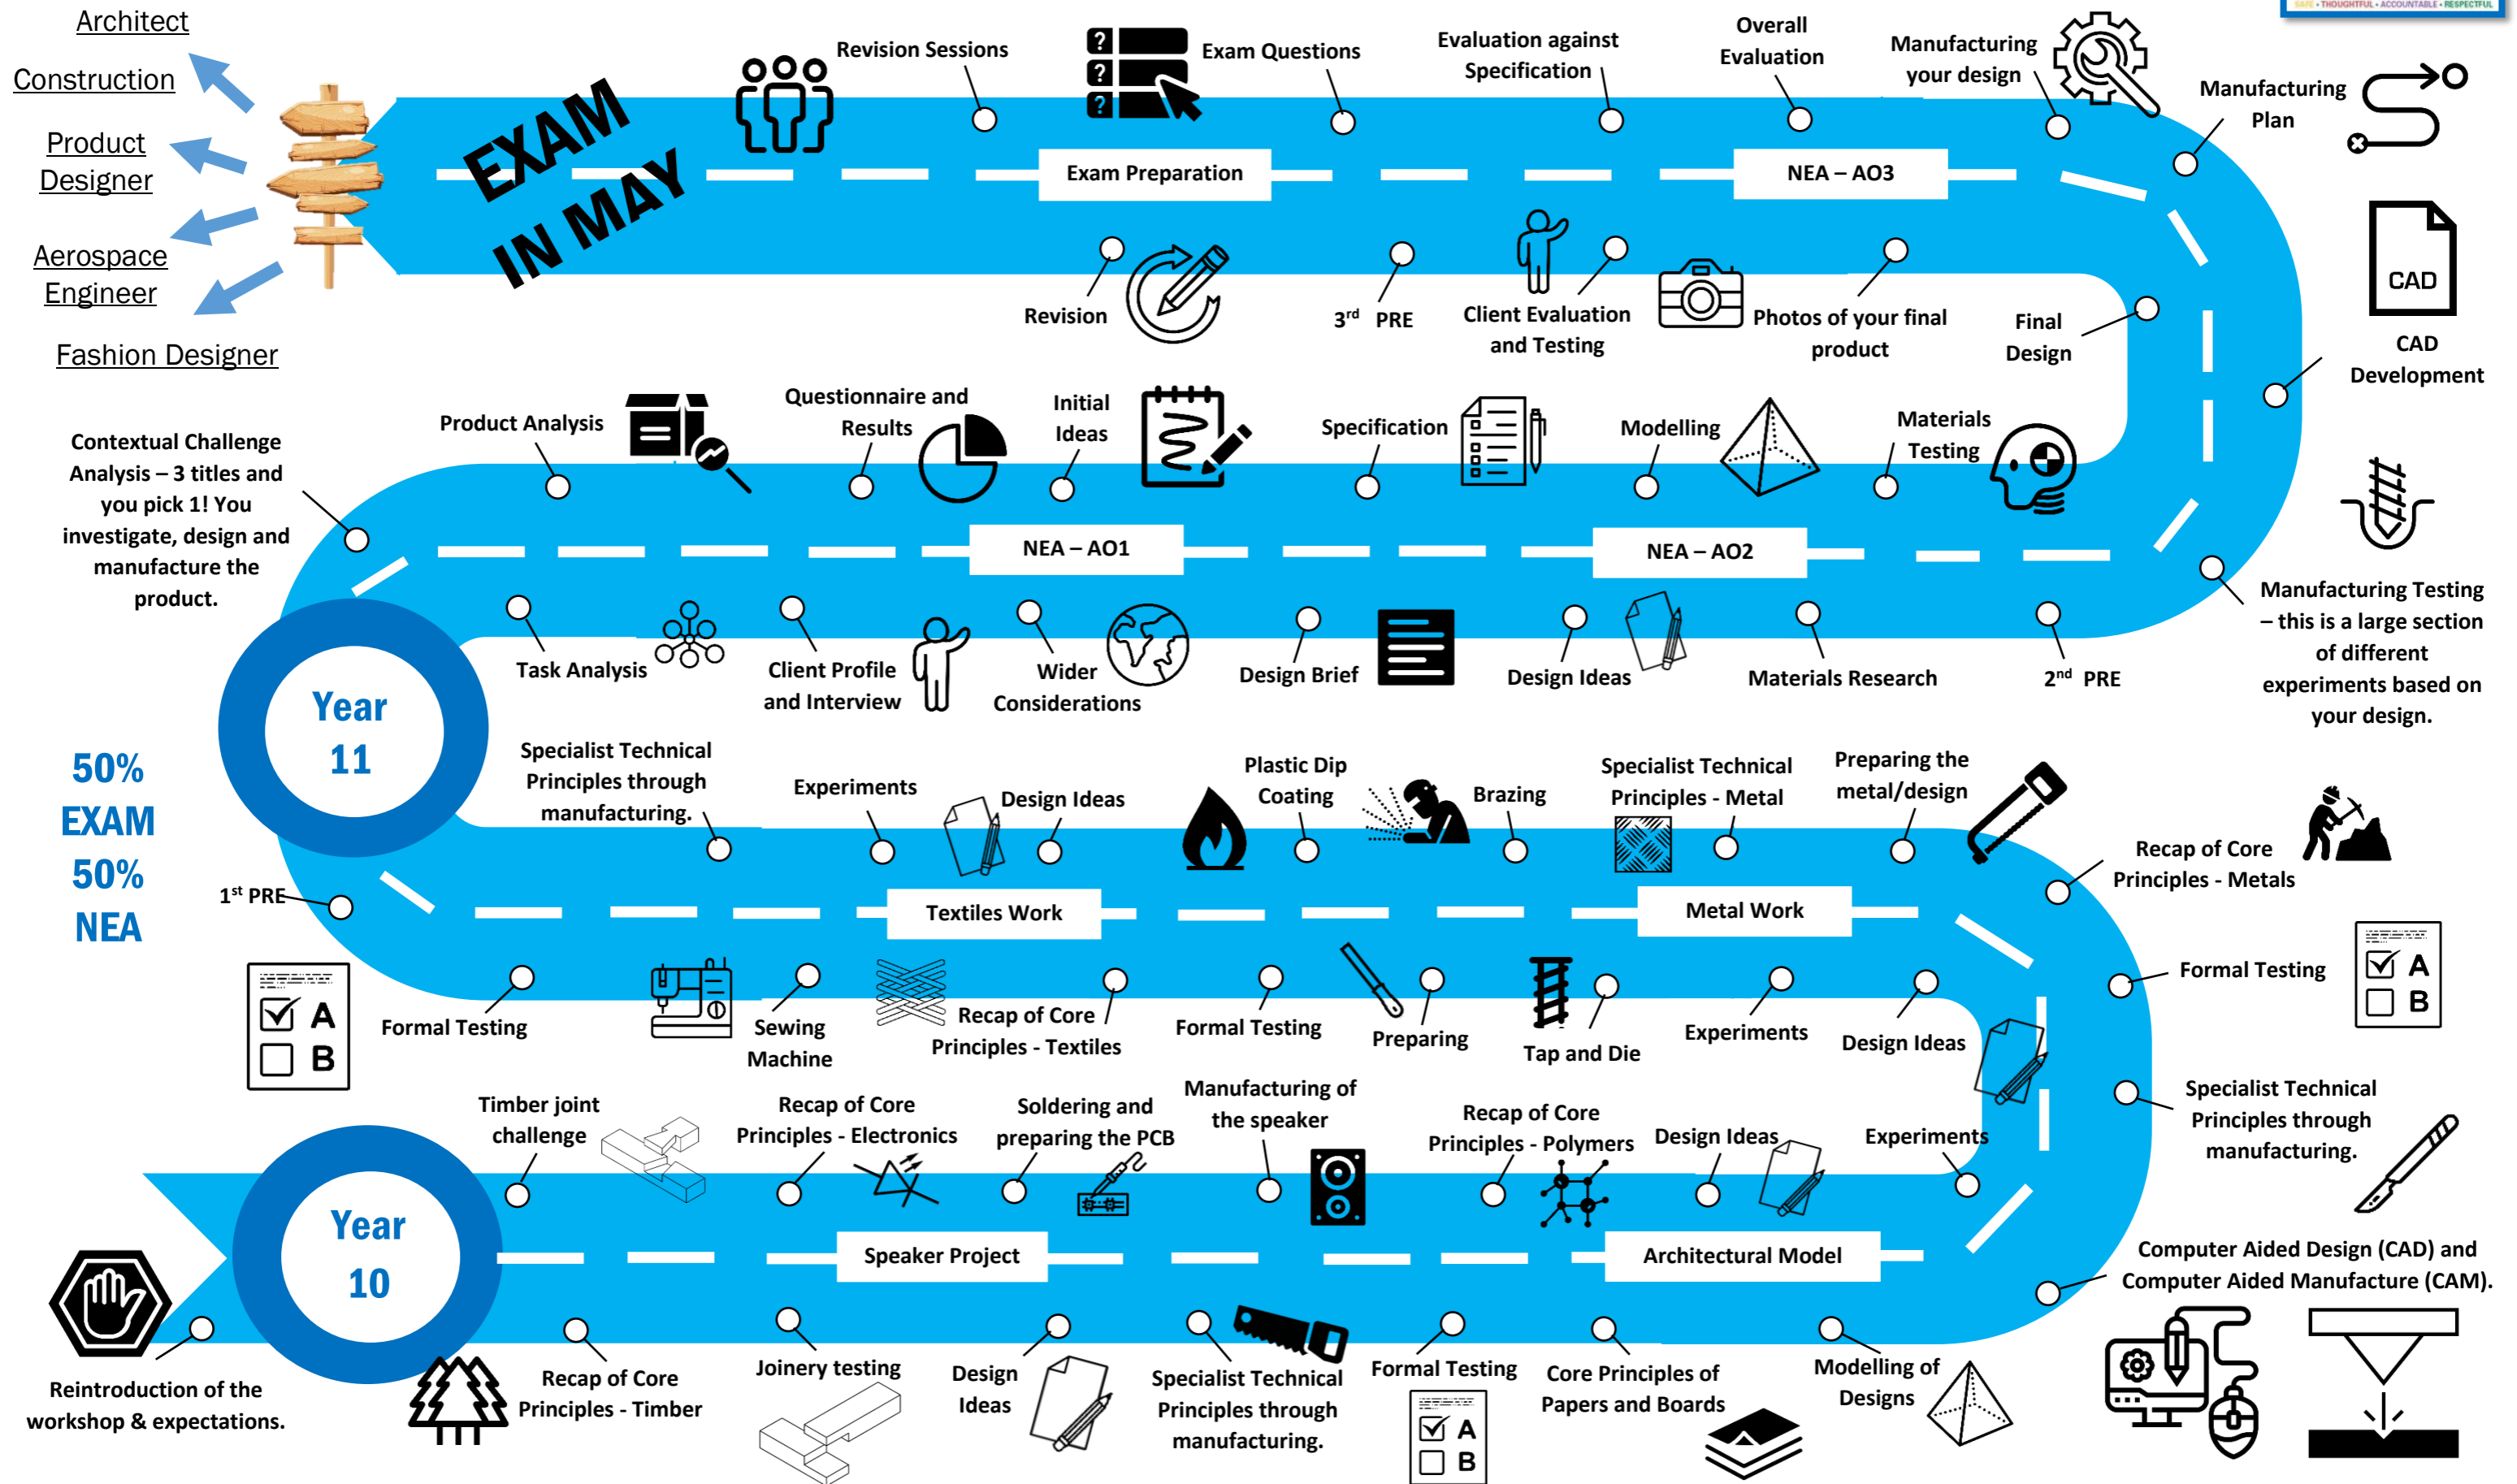 SAFE • THOUGHTFUL • ACCOUNTABLE • RESPECTFUL
Architect
Construction
Product
Designer
Aerospace
Engineer
Fashion Designer
EXAM
IN MAY
Revision Sessions
Exam Questions
Evaluation against
Specification
Overall
Evaluation
Manufacturing
your design
Manufacturing
Plan
Exam Preparation
NEA – AO3
Revision
3rd PRE
Client Evaluation
and Testing
Photos of your final
product
Final
Design
CAD
CAD
Development
Contextual Challenge
Analysis – 3 titles and
you pick 1! You
investigate, design and
manufacture the
product.
Product Analysis
Questionnaire and
Results
Initial
Ideas
Specification
Modelling
Materials
Testing
NEA – AO1
NEA – AO2
Task Analysis
Client Profile
and Interview
Wider
Considerations
Design Brief
Design Ideas
Materials Research
2nd PRE
Manufacturing Testing
– this is a large section
of different
experiments based on
your design.
Year
11
50%
EXAM
50%
NEA
Specialist Technical
Principles through
manufacturing.
Experiments
Design Ideas
Plastic Dip
Coating
Brazing
Specialist Technical
Principles - Metal
Preparing the
metal/design
Recap of Core
Principles - Metals
1st PRE
Textiles Work
Metal Work
A
B
Formal Testing
Sewing
Machine
Recap of Core
Principles - Textiles
Formal Testing
Preparing
Tap and Die
Experiments
Design Ideas
Formal Testing
A
B
Timber joint
challenge
Recap of Core
Principles - Electronics
Soldering and
preparing the PCB
Manufacturing of
the speaker
Recap of Core
Principles - Polymers
Design Ideas
Experiments
Specialist Technical
Principles through
manufacturing.
Year
10
Speaker Project
Architectural Model
Computer Aided Design (CAD) and
Computer Aided Manufacture (CAM).
Reintroduction of the
workshop & expectations.
Recap of Core
Principles - Timber
Joinery testing
Design
Ideas
Specialist Technical
Principles through
manufacturing.
Formal Testing
A
B
Core Principles of
Papers and Boards
Modelling of
Designs